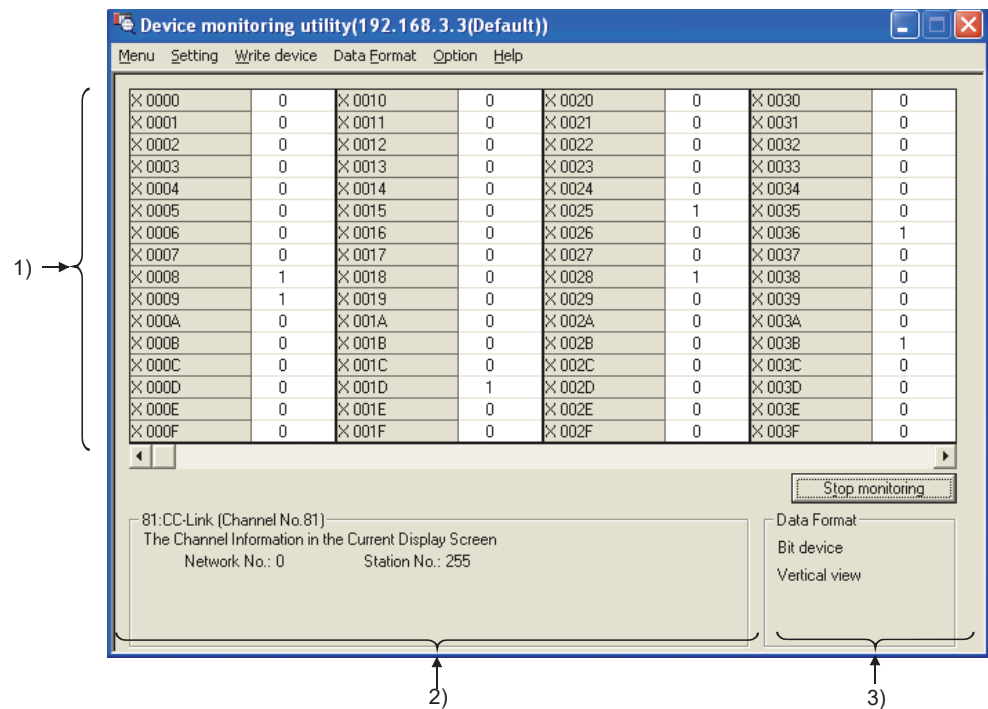 Device monitoring utility(192.168.3.3(Default))
Menu Setting Write device Data Format Option Help
X 0000 0 X 0010 0 X 0020 0 X 0030 0
X 0001 0 X 0011 0 X 0021 0 X 0031 0
X 0002 0 X 0012 0 X 0022 0 X 0032 0
X 0003 0 X 0013 0 X 0023 0 X 0033 0
X 0004 0 X 0014 0 X 0024 0 X 0034 0
X 0005 0 X 0015 0 X 0025 1 X 0035 0
X 0006 0 X 0016 0 X 0026 0 X 0036 1
X 0007 0 X 0017 0 X 0027 0 X 0037 0
X 0008 1 X 0018 0 X 0028 1 X 0038 0
X 0009 1 X 0019 0 X 0029 0 X 0039 0
X 000A 0 X 001A 0 X 002A 0 X 003A 0
X 000B 0 X 001B 0 X 002B 0 X 003B 1
X 000C 0 X 001C 0 X 002C 0 X 003C 0
X 000D 0 X 001D 1 X 002D 0 X 003D 0
X 000E 0 X 001E 0 X 002E 0 X 003E 0
X 000F 0 X 001F 0 X 002F 0 X 003F 0
1)
Stop monitoring
81:CC-Link (Channel No.81)
The Channel Information in the Current Display Screen
Network No.: 0 Station No.: 255
Data Format
Bit device
Vertical view
2)
3)